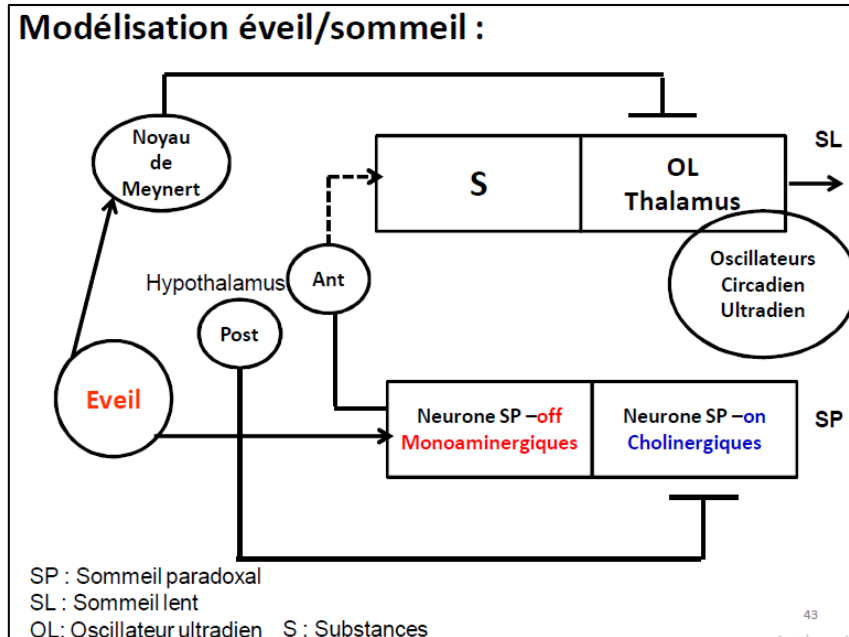 Modélisation éveil/sommeil :
Noyau
de
Meynert
S
OL
Thalamus
SL
Oscillateurs
Circadien
Ultradien
Hypothalamus
Ant
Post
Eveil
Neurone SP –off
Monoaminergiques
Neurone SP –on
Cholinergiques
SP
SP : Sommeil paradoxal
SL : Sommeil lent
OL: Oscillateur ultradien S : Substances
43